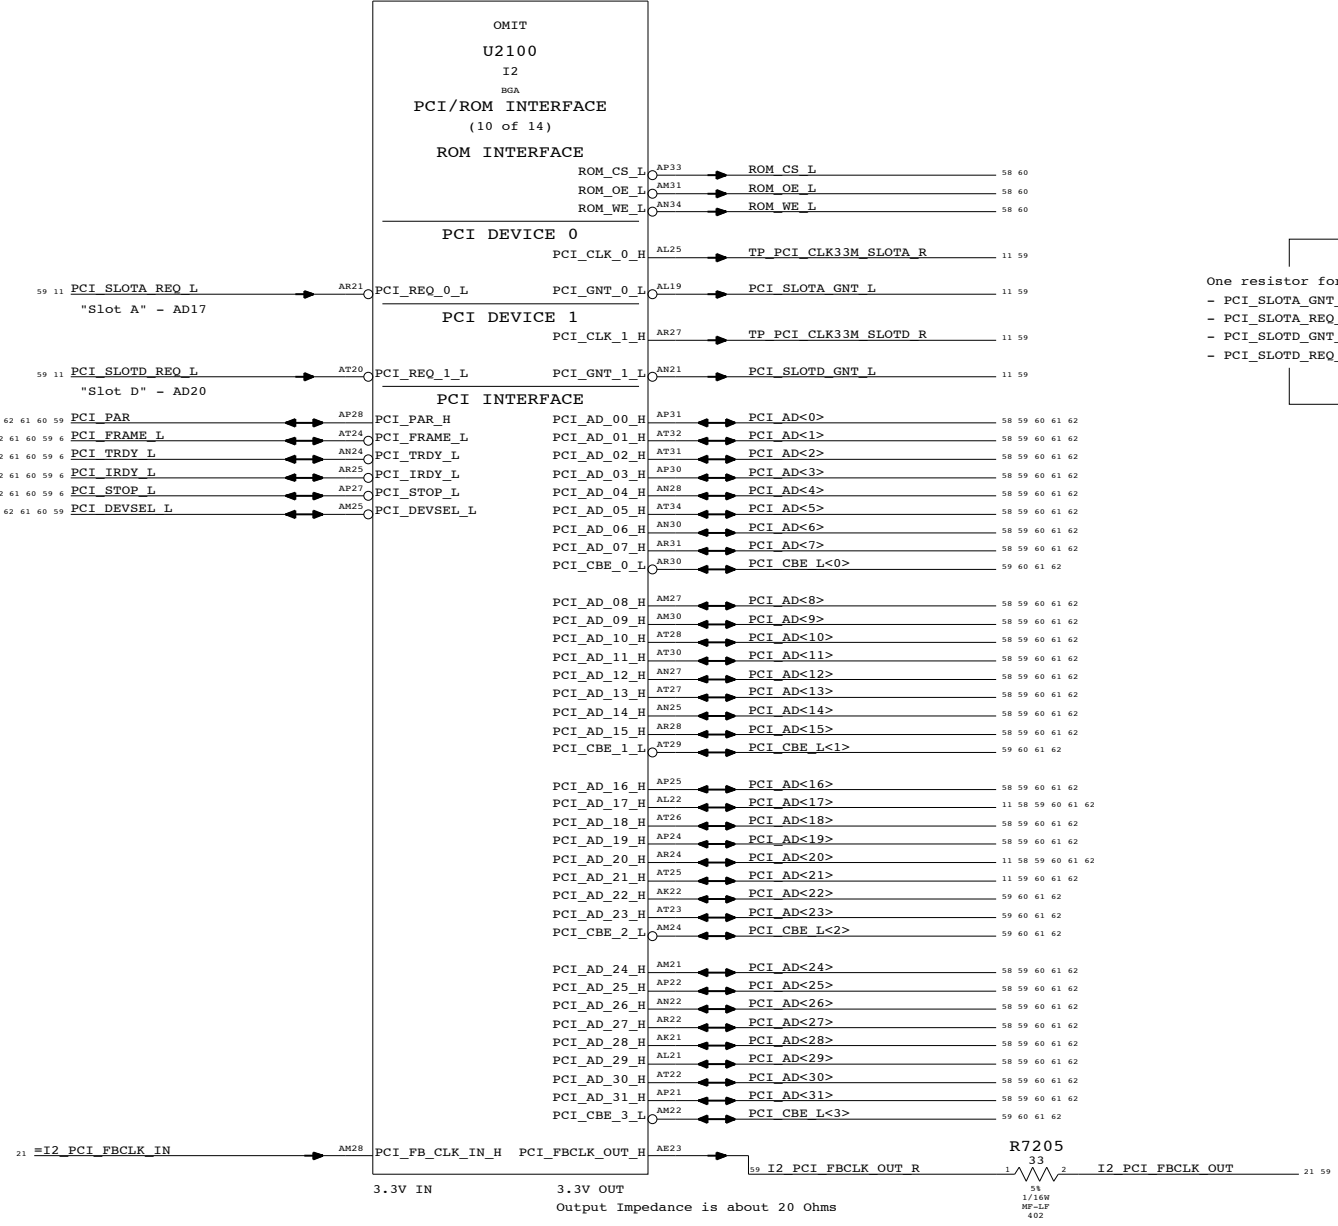 OMIT
U2100
I2
BGA
PCI/ROM INTERFACE
(10 of 14)
ROM INTERFACE
ROM_CS_L AP33 ROM_CS_L 58 60
ROM_OE_L AM31 ROM_OE_L 58 60
ROM_WE_L AN34 ROM_WE_L 58 60
PCI DEVICE 0
PCI_CLK_0_H AL25 TP_PCI_CLK33M_SLOTA_R 11 59
59 11 PCI_SLOTA_REQ_L AR21 PCI_REQ_0_L PCI_GNT_0_L AL19 PCI_SLOTA_GNT_L 11 59
"Slot A" - AD17
PCI DEVICE 1
PCI_CLK_1_H AR27 TP_PCI_CLK33M_SLOTD_R 11 59
59 11 PCI_SLOTD_REQ_L AT20 PCI_REQ_1_L PCI_GNT_1_L AN21 PCI_SLOTD_GNT_L 11 59
"Slot D" - AD20
PCI INTERFACE
62 61 60 59 PCI_PAR AP28 PCI_PAR_H PCI_AD_00_H AP31 PCI_AD<0> 58 59 60 61 62
2 61 60 59 6 PCI_FRAME_L AT24 PCI_FRAME_L PCI_AD_01_H AT32 PCI_AD<1> 58 59 60 61 62
2 61 60 59 6 PCI_TRDY_L AN24 PCI_TRDY_L PCI_AD_02_H AT31 PCI_AD<2> 58 59 60 61 62
2 61 60 59 6 PCI_IRDY_L AR25 PCI_IRDY_L PCI_AD_03_H AP30 PCI_AD<3> 58 59 60 61 62
2 61 60 59 6 PCI_STOP_L AP27 PCI_STOP_L PCI_AD_04_H AN28 PCI_AD<4> 58 59 60 61 62
62 61 60 59 PCI_DEVSEL_L AM25 PCI_DEVSEL_L PCI_AD_05_H AT34 PCI_AD<5> 58 59 60 61 62
PCI_AD_06_H AN30 PCI_AD<6> 58 59 60 61 62
PCI_AD_07_H AR31 PCI_AD<7> 58 59 60 61 62
PCI_CBE_0_L AR30 PCI_CBE_L<0> 59 60 61 62
PCI_AD_08_H AM27 PCI_AD<8> 58 59 60 61 62
PCI_AD_09_H AM30 PCI_AD<9> 58 59 60 61 62
PCI_AD_10_H AT28 PCI_AD<10> 58 59 60 61 62
PCI_AD_11_H AT30 PCI_AD<11> 58 59 60 61 62
PCI_AD_12_H AN27 PCI_AD<12> 58 59 60 61 62
PCI_AD_13_H AT27 PCI_AD<13> 58 59 60 61 62
PCI_AD_14_H AN25 PCI_AD<14> 58 59 60 61 62
PCI_AD_15_H AR28 PCI_AD<15> 58 59 60 61 62
PCI_CBE_1_L AT29 PCI_CBE_L<1> 59 60 61 62
PCI_AD_16_H AP25 PCI_AD<16> 58 59 60 61 62
PCI_AD_17_H AL22 PCI_AD<17> 11 58 59 60 61 62
PCI_AD_18_H AT26 PCI_AD<18> 58 59 60 61 62
PCI_AD_19_H AP24 PCI_AD<19> 58 59 60 61 62
PCI_AD_20_H AR24 PCI_AD<20> 11 58 59 60 61 62
PCI_AD_21_H AT25 PCI_AD<21> 11 59 60 61 62
PCI_AD_22_H AK22 PCI_AD<22> 59 60 61 62
PCI_AD_23_H AT23 PCI_AD<23> 59 60 61 62
PCI_CBE_2_L AM24 PCI_CBE_L<2> 59 60 61 62
PCI_AD_24_H AM21 PCI_AD<24> 58 59 60 61 62
PCI_AD_25_H AP22 PCI_AD<25> 58 59 60 61 62
PCI_AD_26_H AN22 PCI_AD<26> 58 59 60 61 62
PCI_AD_27_H AR22 PCI_AD<27> 58 59 60 61 62
PCI_AD_28_H AK21 PCI_AD<28> 58 59 60 61 62
PCI_AD_29_H AL21 PCI_AD<29> 58 59 60 61 62
PCI_AD_30_H AT22 PCI_AD<30> 58 59 60 61 62
PCI_AD_31_H AP21 PCI_AD<31> 58 59 60 61 62
PCI_CBE_3_L AM22 PCI_CBE_L<3> 59 60 61 62
21 =I2_PCI_FBCLK_IN AM28 PCI_FB_CLK_IN_H PCI_FBCLK_OUT_H AE23
59 I2_PCI_FBCLK_OUT_R 1 R7205 2 I2_PCI_FBCLK_OUT 21 59
33
5%
1/16W
MF-LF
402
3.3V IN 3.3V OUT
Output Impedance is about 20 Ohms
One resistor for
- PCI_SLOTA_GNT_
- PCI_SLOTA_REQ_
- PCI_SLOTD_GNT_
- PCI_SLOTD_REQ_